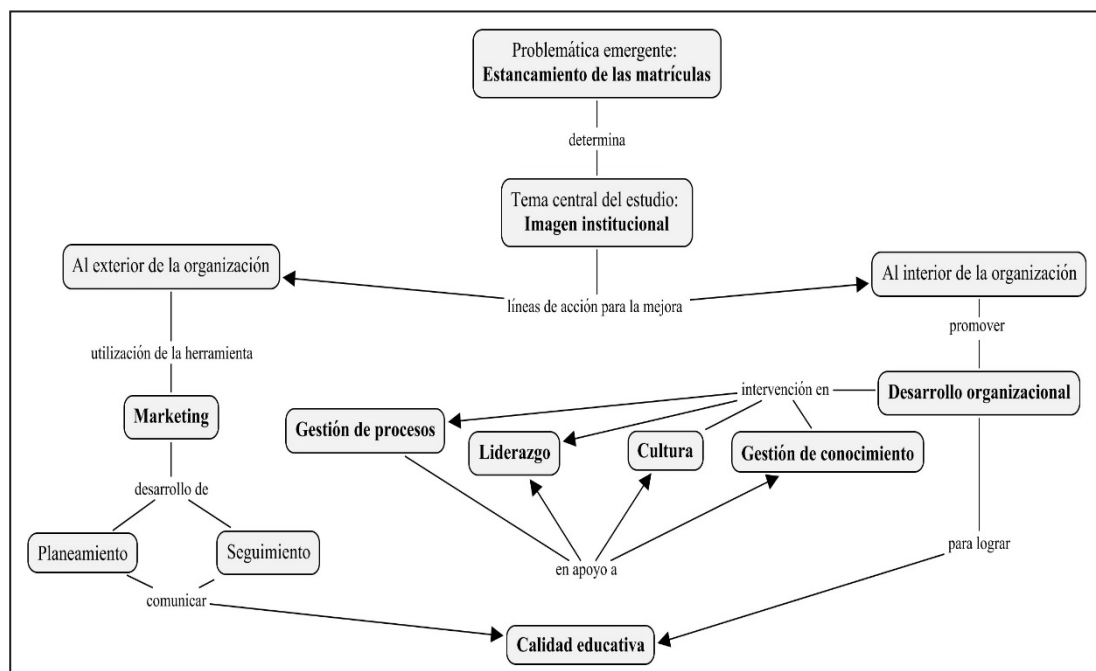 Problemática emergente:
Estancamiento de las matrículas
determina
Tema central del estudio:
Imagen institucional
Al exterior de la organización
Al interior de la organización
líneas de acción para la mejora
promover
utilización de la herramienta
intervención en
Desarrollo organizacional
Marketing
Gestión de procesos
Liderazgo
Cultura
Gestión de conocimiento
desarrollo de
Planeamiento
Seguimiento
en apoyo a
para lograr
comunicar
Calidad educativa